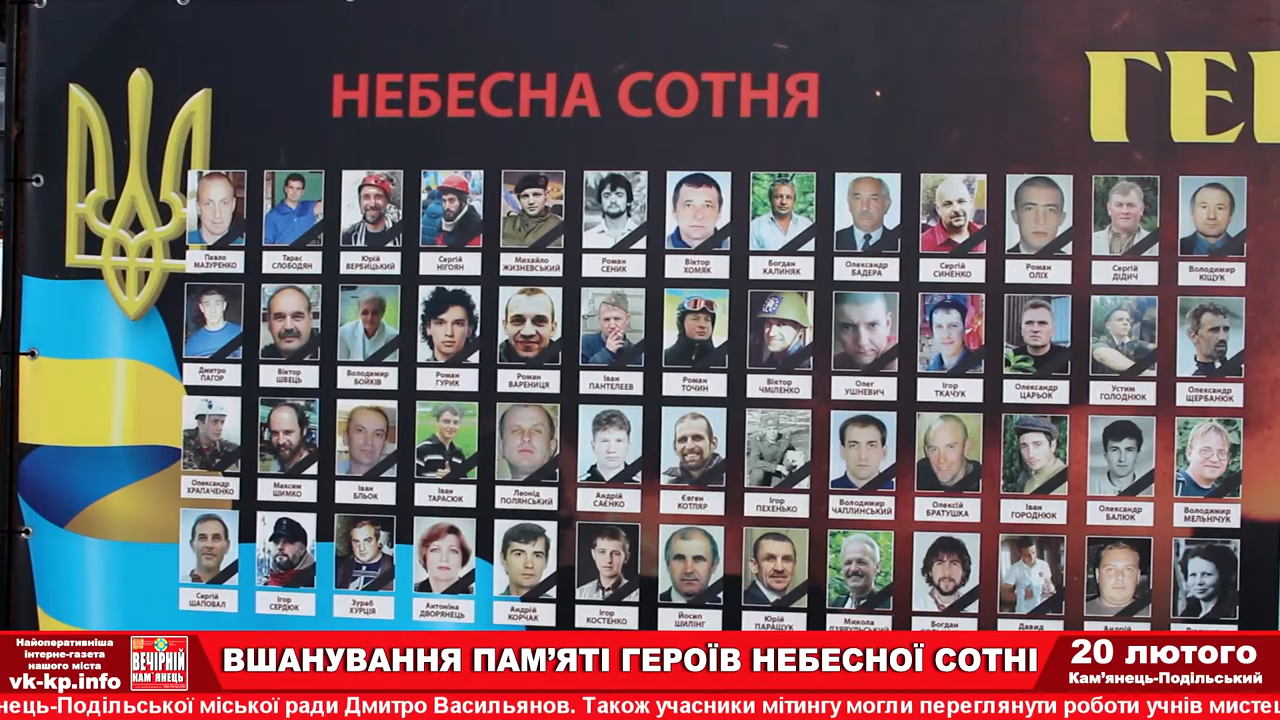 НЕБЕСНА СОТНЯ
ГЕ
Павло МАЗУРЕНКО
Тарас СЛОБОДЯН
Юрій ВЕРБИЦЬКИЙ
Сергій НІГОЯН
Михайло ЖИЗНЕВСЬКИЙ
Роман СЕНИК
Віктор ХОМЯК
Богдан КАЛИНЯК
Олександр БАДЕРА
Сергій СИНЕНКО
Роман ОЛІХ
Сергій ДІДИЧ
Володимир КІЩУК
Дмитро ПАГОР
Віктор ШВЕЦЬ
Володимир БОЙКІВ
Роман ГУРИК
Роман ВАРЕНИЦЯ
Іван ПАНТЕЛЕЕВ
Роман ТОЧИН
Віктор ЧМІЛЕНКО
Олег УШНЕВИЧ
Ігор ТКАЧУК
Олександр ЦАРЬОК
Устим ГОЛОДНЮК
Олександр ЩЕРБАНЮК
Олександр ХРАПАЧЕНКО
Максим ШИМКО
Іван БЛЬОК
Іван ТАРАСЮК
Леонід ПОЛЯНСЬКИЙ
Андрій САЄНКО
Євген КОТЛЯР
Ігор ПЕХЕНЬКО
Володимир ЧАПЛИНСЬКИЙ
Олексій БРАТУШКА
Іван ГОРОДНЮК
Олександр БАЛЮК
Володимир МЕЛЬНІЧУК
Сергій ШАПОВАЛ
Ігор СЕРДЮК
Зураб ХУРЦІЯ
Антоніна ДВОРЯНЕЦЬ
Андрій КОРЧАК
Ігор КОСТЕНКО
Йосип ШИЛІНГ
Юрій ПАРАЩУК
Микола ДЗЯВУЛЬСЬКИЙ
Богдан
Давид
Андрій
Найоперативніша
інтерне-газета
нашого міста
vk-kp.info
ВЕЧІРНІЙ
КАМ'ЯНЕЦЬ
ВШАНУВАННЯ ПАМ’ЯТІ ГЕРОЇВ НЕБЕСНОЇ СОТНІ
20 лютого
Кам’янець-Подільський
нець-Подільської міської ради Дмитро Васильянов. Також учасники мітингу могли переглянути роботи учнів мистец